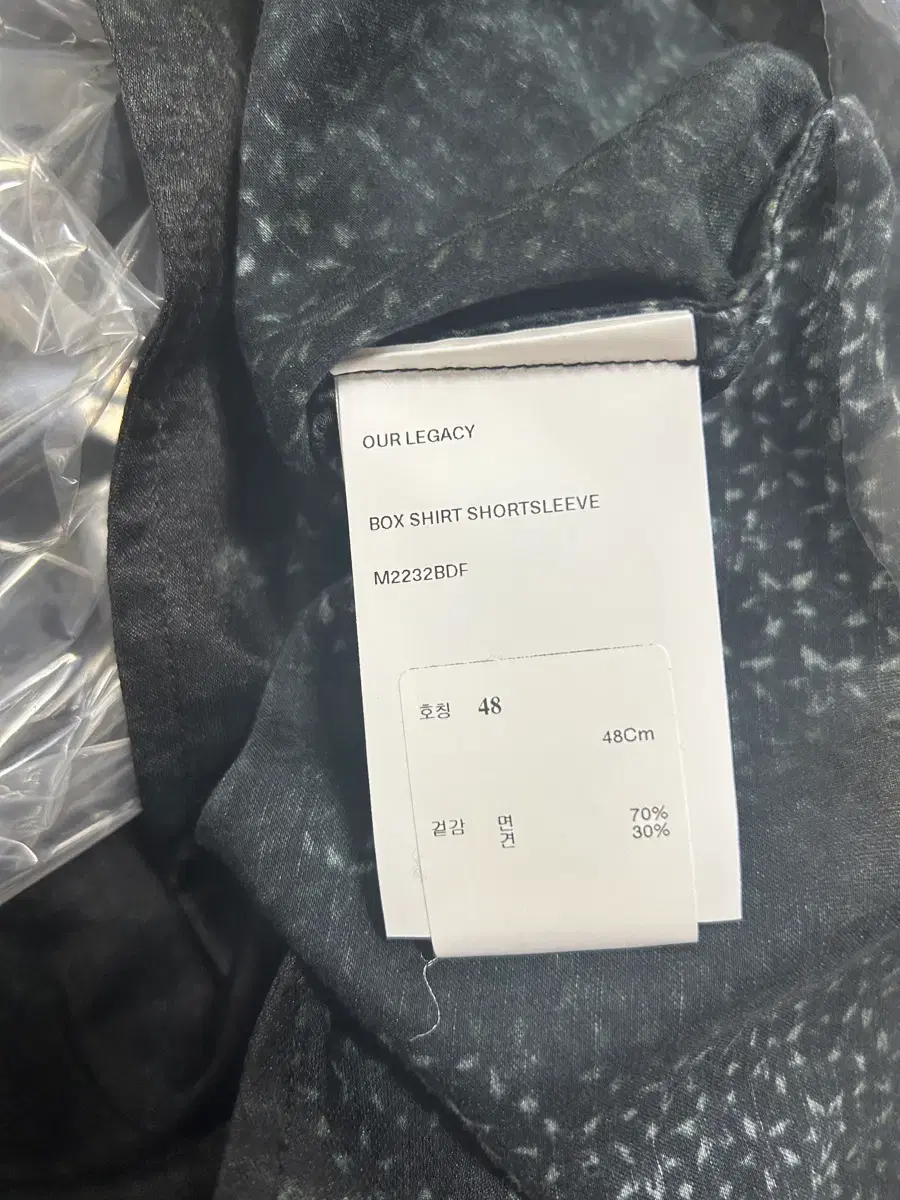 OUR LEGACY
BOX SHIRT SHORTSLEEVE
M2232BDF
호칭 48
48Cm
겉감 면 70%
견 30%